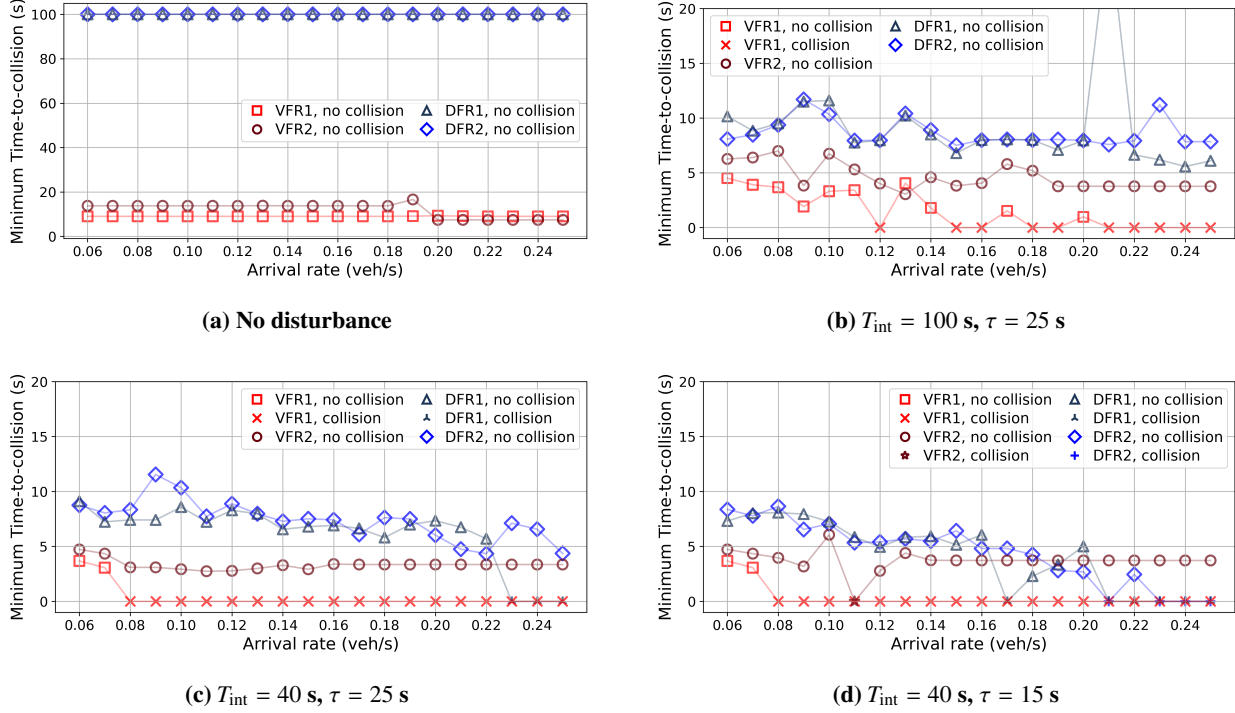 Minimum Time-to-collision (s)
100
80
60
40
20
0
VFR1, no collision
VFR2, no collision
DFR1, no collision
DFR2, no collision
0.06 0.08 0.10 0.12 0.14 0.16 0.18 0.20 0.22 0.24
Arrival rate (veh/s)
(a) No disturbance
Minimum Time-to-collision (s)
20
15
10
5
0
VFR1, no collision
VFR1, collision
VFR2, no collision
DFR1, no collision
DFR2, no collision
0.06 0.08 0.10 0.12 0.14 0.16 0.18 0.20 0.22 0.24
Arrival rate (veh/s)
(b) T_int = 100 s, τ = 25 s
Minimum Time-to-collision (s)
20
15
10
5
0
VFR1, no collision
VFR1, collision
VFR2, no collision
DFR1, no collision
DFR1, collision
DFR2, no collision
0.06 0.08 0.10 0.12 0.14 0.16 0.18 0.20 0.22 0.24
Arrival rate (veh/s)
(c) T_int = 40 s, τ = 25 s
Minimum Time-to-collision (s)
20
15
10
5
0
VFR1, no collision
VFR1, collision
VFR2, no collision
VFR2, collision
DFR1, no collision
DFR1, collision
DFR2, no collision
DFR2, collision
0.06 0.08 0.10 0.12 0.14 0.16 0.18 0.20 0.22 0.24
Arrival rate (veh/s)
(d) T_int = 40 s, τ = 15 s